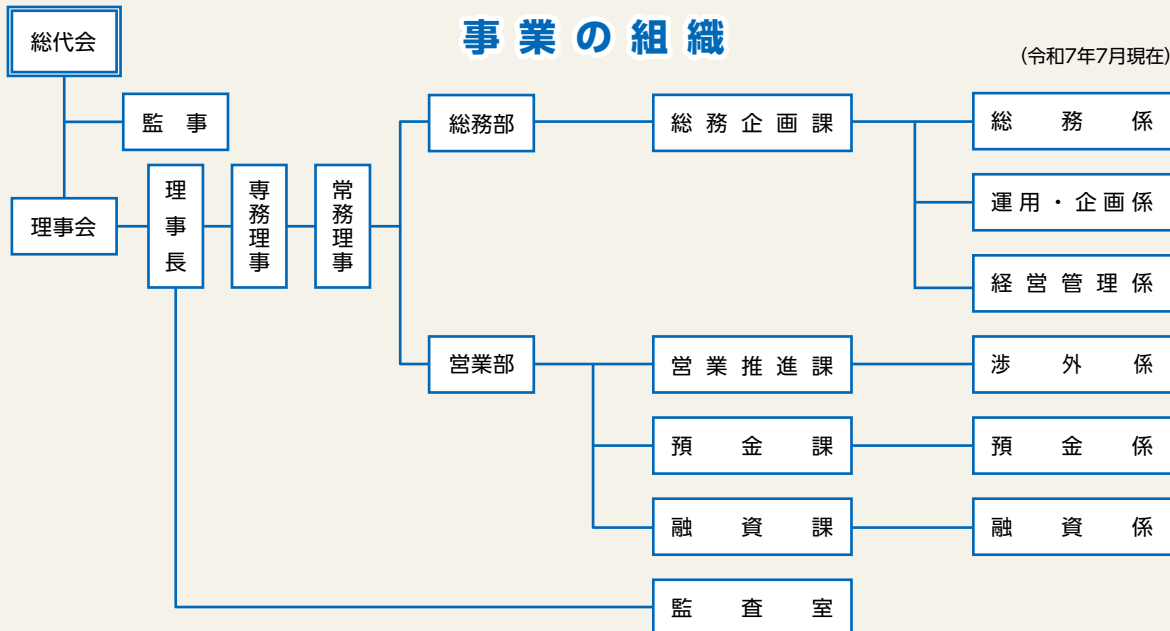 事業の組織
(令和7年7月現在)
総代会
監事
理事会
理事長
専務理事
常務理事
総務部
総務企画課
総務係
運用・企画係
経営管理係
営業部
営業推進課
渉外係
預金課
預金係
融資課
融資係
監査室